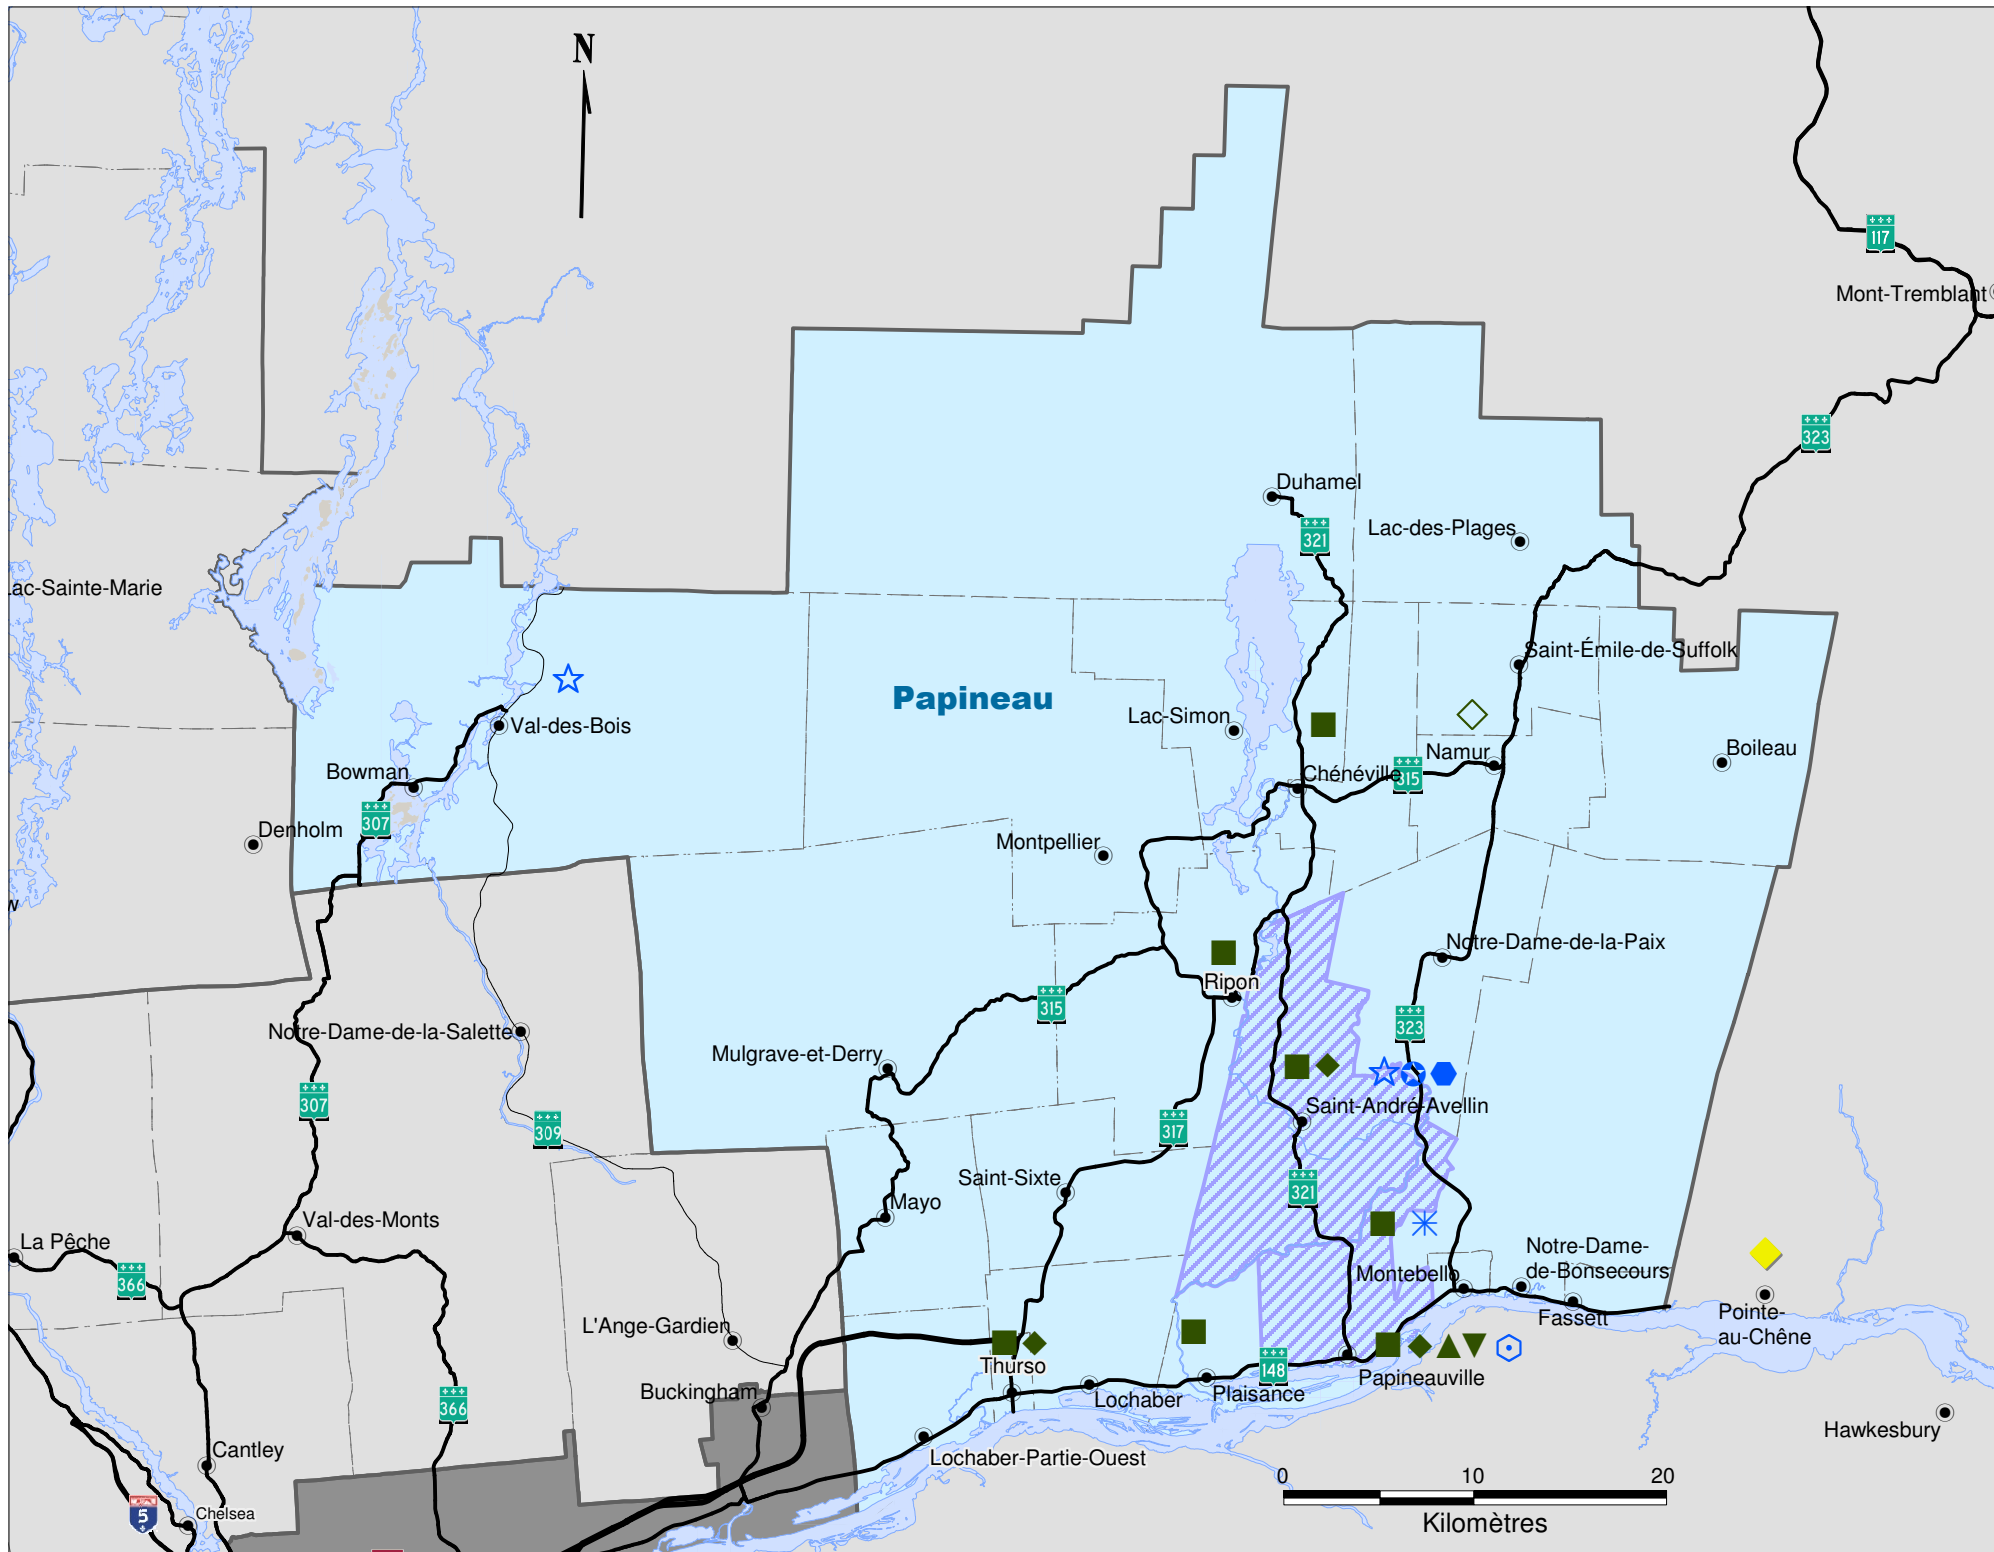 N
117
Mont-Tremblant
323
Duhamel
321
Lac-des-Plages
ac-Sainte-Marie
Saint-Émile-de-Suffolk
Papineau
Lac-Simon
Val-des-Bois
Namur
Boileau
Bowman
Chénéville
315
307
Denholm
Montpellier
w
Notre-Dame-de-la-Paix
Ripon
315
323
Notre-Dame-de-la-Salette
Mulgrave-et-Derry
307
309
317
Saint-André-Avellin
Saint-Sixte
321
Mayo
Val-des-Monts
La Pêche
366
Notre-Dame-
de-Bonsecours
Montebello
Fassett
Pointe-
au-Chêne
L'Ange-Gardien
Thurso
148
Papineauville
Buckingham
Lochaber
Plaisance
366
Hawkesbury
Cantley
Lochaber-Partie-Ouest
0 10 20
Kilomètres
5
Chelsea